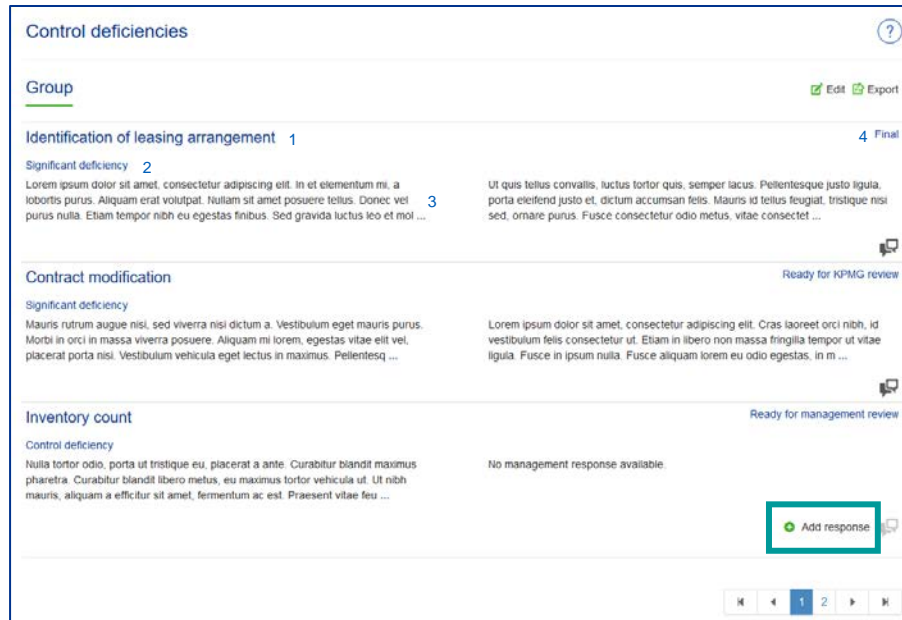 Control deficiencies ?
Group
Edit Export
Identification of leasing arrangement 1
4 Final
Significant deficiency 2
Lorem ipsum dolor sit amet, consectetur adipiscing elit. In et elementum mi, a
lobortis purus. Aliquam erat volutpat. Nullam sit amet posuere tellus. Donec vel 3
purus nulla. Etiam tempor nibh eu egestas finibus. Sed gravida luctus leo et mol ...
Ut quis tellus convallis, luctus tortor quis, semper lacus. Pellentesque justo ligula,
porta eleifend justo et, dictum accumsan felis. Mauris id tellus feugiat, tristique nisi
sed, ornare purus. Fusce consectetur odio metus, vitae consectet ...
Contract modification
Ready for KPMG review
Significant deficiency
Mauris rutrum augue nisi, sed viverra nisi dictum a. Vestibulum eget mauris purus.
Morbi in orci in massa viverra posuere. Aliquam mi lorem, egestas vitae elit vel,
placerat porta nisi. Vestibulum vehicula eget lectus in maximus. Pellentesq ...
Lorem ipsum dolor sit amet, consectetur adipiscing elit. Cras laoreet orci nibh, id
vestibulum felis consectetur ut. Etiam in libero non massa fringilla tempor ut vitae
ligula. Fusce in ipsum nulla. Fusce aliquam lorem eu odio egestas, in m ...
Inventory count
Ready for management review
Control deficiency
Nulla tortor odio, porta ut tristique eu, placerat a ante. Curabitur blandit maximus
pharetra. Curabitur blandit libero metus, eu maximus tortor vehicula ut. Ut nibh
mauris, aliquam a efficitur sit amet, fermentum ac est. Praesent vitae feu ...
No management response available.
Add response
1 2